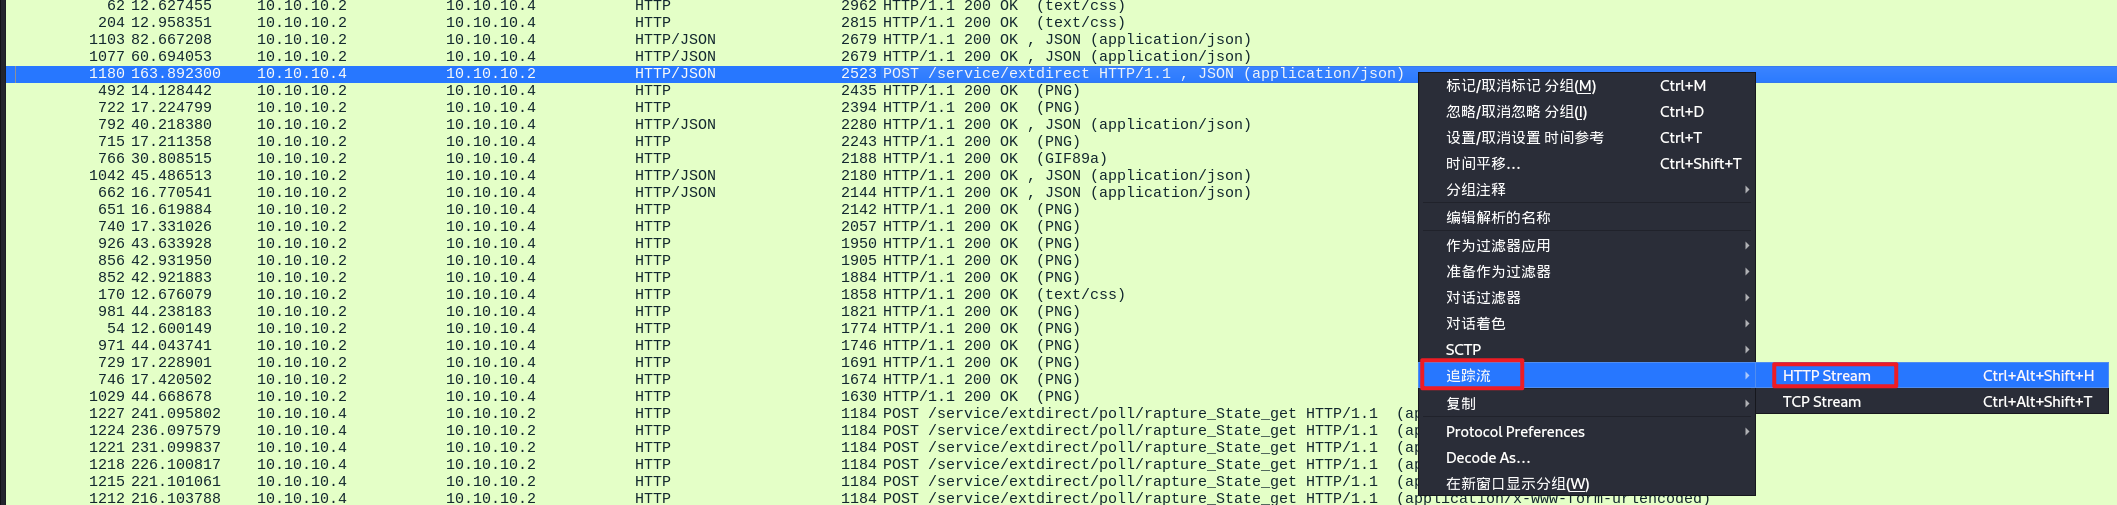 62 12.627455 10.10.10.2 10.10.10.4 HTTP 2962 HTTP/1.1 200 OK (text/css)
204 12.958351 10.10.10.2 10.10.10.4 HTTP 2815 HTTP/1.1 200 OK (text/css)
1103 82.667208 10.10.10.2 10.10.10.4 HTTP/JSON 2679 HTTP/1.1 200 OK , JSON (application/json)
1077 60.694053 10.10.10.2 10.10.10.4 HTTP/JSON 2679 HTTP/1.1 200 OK , JSON (application/json)
1180 163.892300 10.10.10.4 10.10.10.2 HTTP/JSON 2523 POST /service/extdirect HTTP/1.1 , JSON (application/json)
492 14.128442 10.10.10.2 10.10.10.4 HTTP 2435 HTTP/1.1 200 OK (PNG)
722 17.224799 10.10.10.2 10.10.10.4 HTTP 2394 HTTP/1.1 200 OK (PNG)
792 40.218380 10.10.10.2 10.10.10.4 HTTP/JSON 2280 HTTP/1.1 200 OK , JSON (application/json)
715 17.211358 10.10.10.2 10.10.10.4 HTTP 2243 HTTP/1.1 200 OK (PNG)
766 30.808515 10.10.10.2 10.10.10.4 HTTP 2188 HTTP/1.1 200 OK (GIF89a)
1042 45.486513 10.10.10.2 10.10.10.4 HTTP/JSON 2180 HTTP/1.1 200 OK , JSON (application/json)
662 16.770541 10.10.10.2 10.10.10.4 HTTP/JSON 2144 HTTP/1.1 200 OK , JSON (application/json)
651 16.619884 10.10.10.2 10.10.10.4 HTTP 2142 HTTP/1.1 200 OK (PNG)
740 17.331026 10.10.10.2 10.10.10.4 HTTP 2057 HTTP/1.1 200 OK (PNG)
926 43.633928 10.10.10.2 10.10.10.4 HTTP 1950 HTTP/1.1 200 OK (PNG)
856 42.931950 10.10.10.2 10.10.10.4 HTTP 1905 HTTP/1.1 200 OK (PNG)
852 42.921883 10.10.10.2 10.10.10.4 HTTP 1884 HTTP/1.1 200 OK (PNG)
170 12.676079 10.10.10.2 10.10.10.4 HTTP 1858 HTTP/1.1 200 OK (text/css)
981 44.238183 10.10.10.2 10.10.10.4 HTTP 1821 HTTP/1.1 200 OK (PNG)
54 12.600149 10.10.10.2 10.10.10.4 HTTP 1774 HTTP/1.1 200 OK (PNG)
971 44.043741 10.10.10.2 10.10.10.4 HTTP 1746 HTTP/1.1 200 OK (PNG)
729 17.228901 10.10.10.2 10.10.10.4 HTTP 1691 HTTP/1.1 200 OK (PNG)
746 17.420502 10.10.10.2 10.10.10.4 HTTP 1674 HTTP/1.1 200 OK (PNG)
1029 44.668678 10.10.10.2 10.10.10.4 HTTP 1630 HTTP/1.1 200 OK (PNG)
1227 241.095802 10.10.10.4 10.10.10.2 HTTP 1184 POST /service/extdirect/poll/rapture_State_get HTTP/1.1 (ap
1224 236.097579 10.10.10.4 10.10.10.2 HTTP 1184 POST /service/extdirect/poll/rapture_State_get HTTP/1.1 (ap
1221 231.099837 10.10.10.4 10.10.10.2 HTTP 1184 POST /service/extdirect/poll/rapture_State_get HTTP/1.1 (ap
1218 226.100817 10.10.10.4 10.10.10.2 HTTP 1184 POST /service/extdirect/poll/rapture_State_get HTTP/1.1 (ap
1215 221.101061 10.10.10.4 10.10.10.2 HTTP 1184 POST /service/extdirect/poll/rapture_State_get HTTP/1.1 (ap
1212 216.103788 10.10.10.4 10.10.10.2 HTTP 1184 POST /service/extdirect/poll/rapture_State_get HTTP/1.1 (application/x-www-form-urlencoded)
标记/取消标记 分组(M) Ctrl+M
忽略/取消忽略 分组(I) Ctrl+D
设置/取消设置 时间参考 Ctrl+T
时间平移… Ctrl+Shift+T
分组注释
编辑解析的名称
作为过滤器应用
准备作为过滤器
对话过滤器
对话着色
SCTP
追踪流
复制
Protocol Preferences
Decode As…
在新窗口显示分组(W)
HTTP Stream Ctrl+Alt+Shift+H
TCP Stream Ctrl+Alt+Shift+T